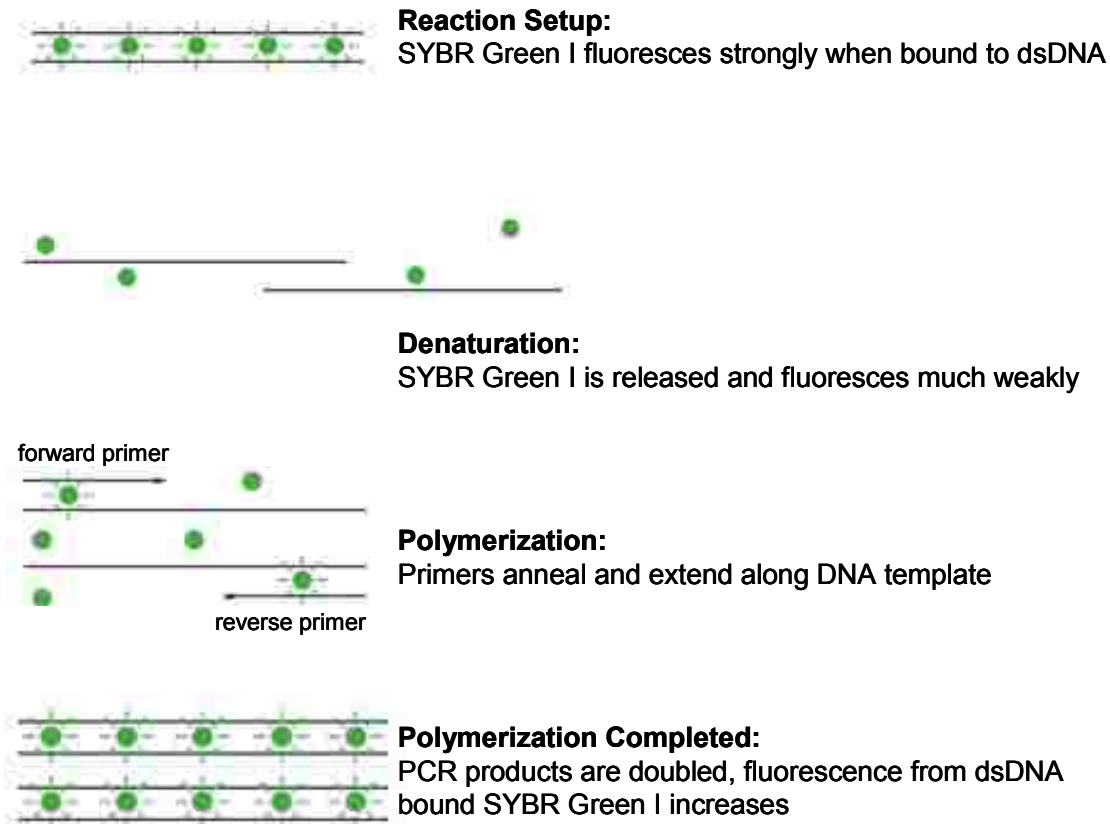 Reaction Setup:
SYBR Green I fluoresces strongly when bound to dsDNA
Denaturation:
SYBR Green I is released and fluoresces much weakly
forward primer
Polymerization:
Primers anneal and extend along DNA template
reverse primer
Polymerization Completed:
PCR products are doubled, fluorescence from dsDNA
bound SYBR Green I increases